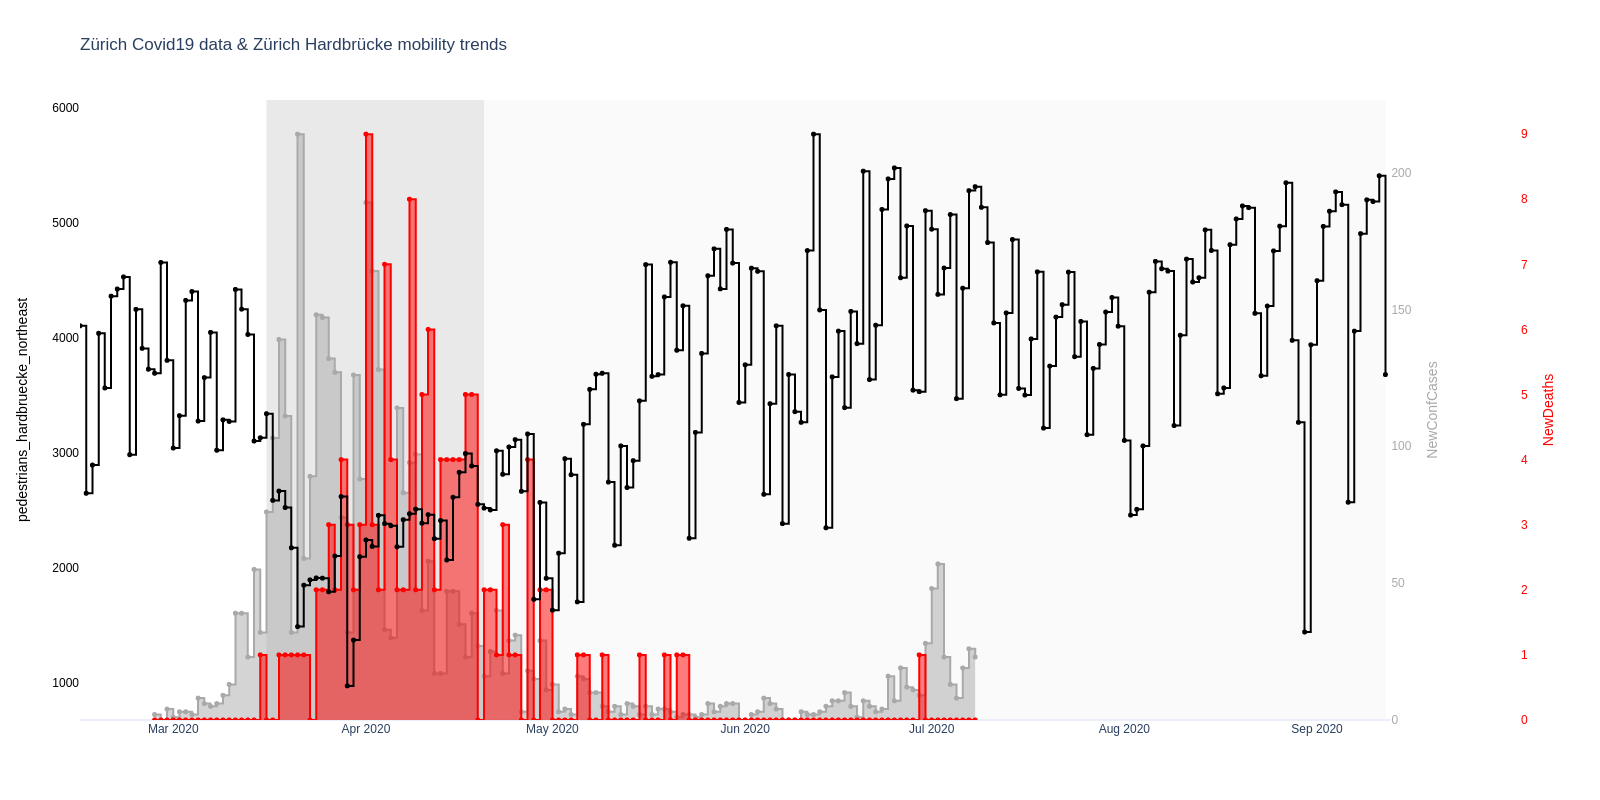 Zürich Covid19 data & Zürich Hardbrücke mobility trends
6000
5000
4000
3000
2000
1000
pedestrians_hardbruecke_northeast
Mar 2020
Apr 2020
May 2020
Jun 2020
Jul 2020
Aug 2020
Sep 2020
200
150
100
50
0
NewConfCases
9
8
7
6
5
4
3
2
1
0
NewDeaths